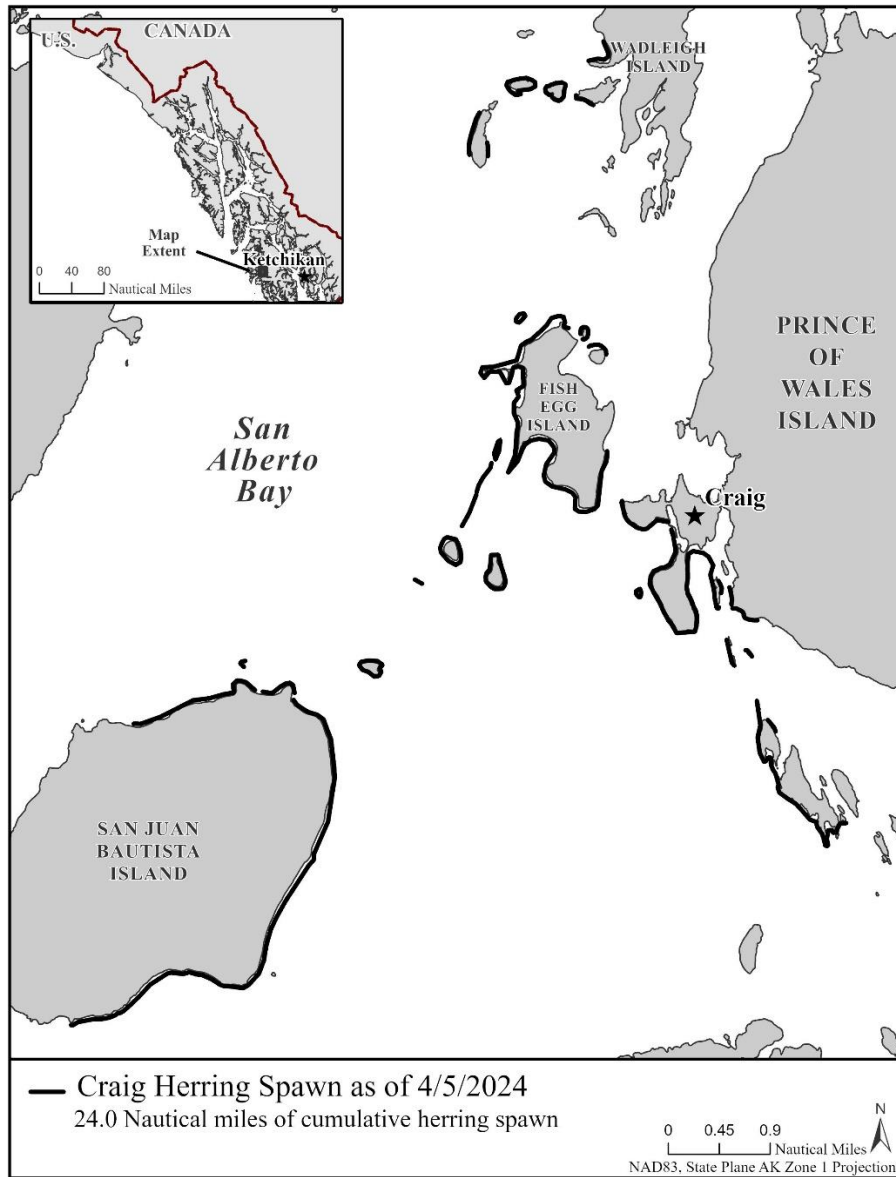 CANADA
U.S.
Map
Extent
Ketchikan
0 40 80
Nautical Miles
WADLEIGH
ISLAND
PRINCE
OF
WALES
ISLAND
FISH
EGG
ISLAND
San
Alberto
Bay
Craig
SAN JUAN
BAUTISTA
ISLAND
Craig Herring Spawn as of 4/5/2024
24.0 Nautical miles of cumulative herring spawn
N
0 0.45 0.9
Nautical Miles
NAD83, State Plane AK Zone 1 Projection